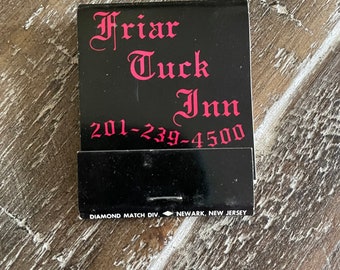 Friar
Tuck
Inn
201-239-4500
DIAMOND MATCH DIV. NEWARK, NEW JERSEY